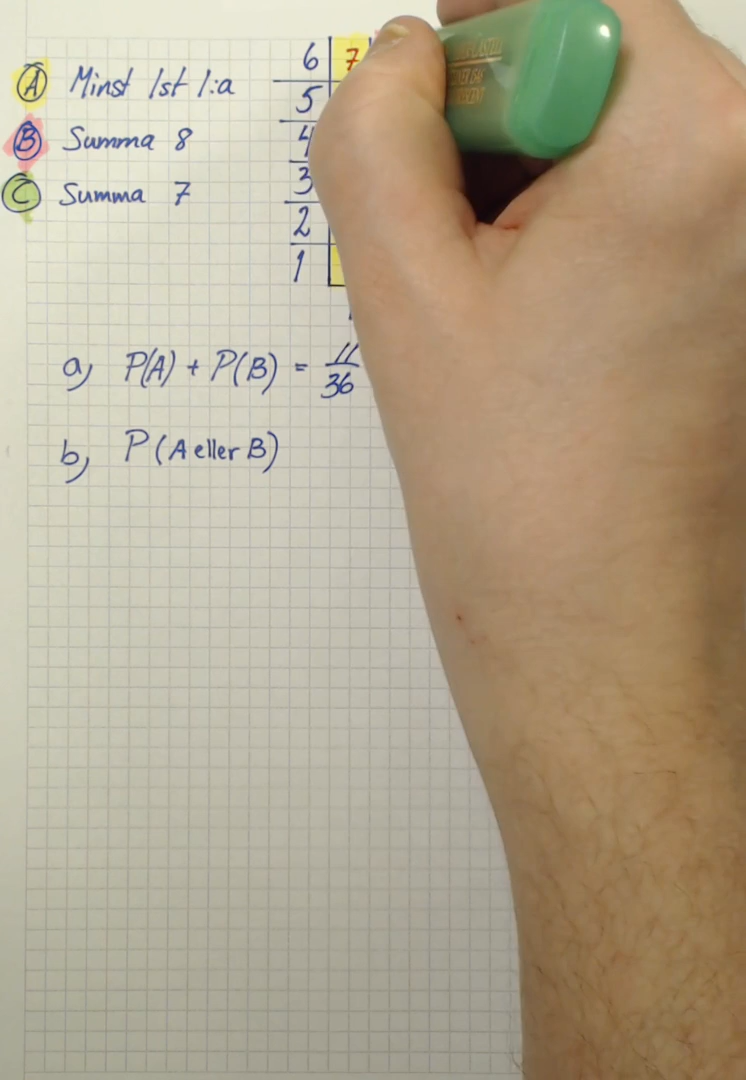 A Minst 1st 1:a
B Summa 8
C Summa 7
6 7
5
4
3
2
1
a) P(A) + P(B) = 11/36
b) P(A eller B)